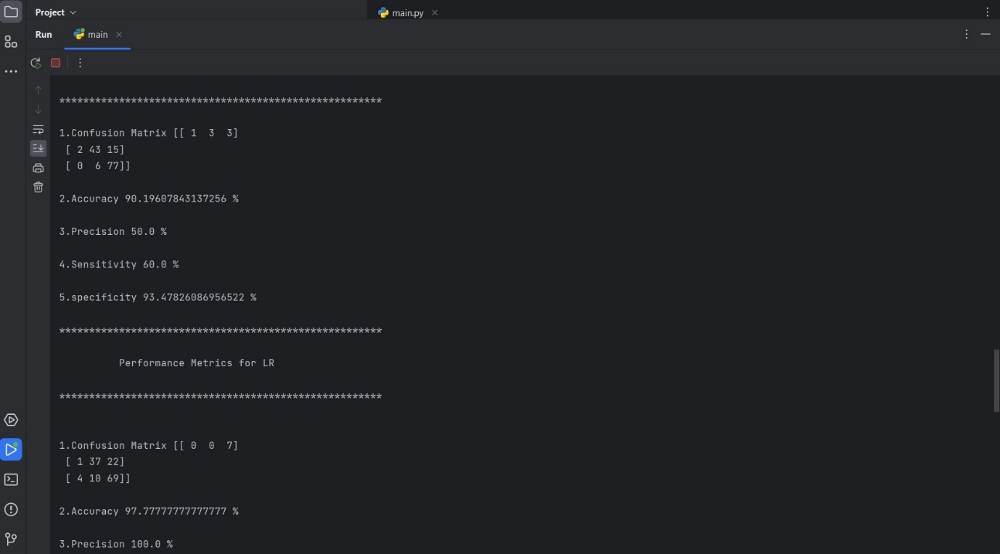 Project
main.py
Run main
*******************************************************
1.Confusion Matrix [[ 1  3  3]
 [ 2 43 15]
 [ 0  6 77]]
2.Accuracy 90.19607843137256 %
3.Precision 50.0 %
4.Sensitivity 60.0 %
5.specificity 93.47826086956522 %
*******************************************************
Performance Metrics for LR
*******************************************************
1.Confusion Matrix [[ 0  0  7]
 [ 1 37 22]
 [ 4 10 69]]
2.Accuracy 97.77777777777777 %
3.Precision 100.0 %